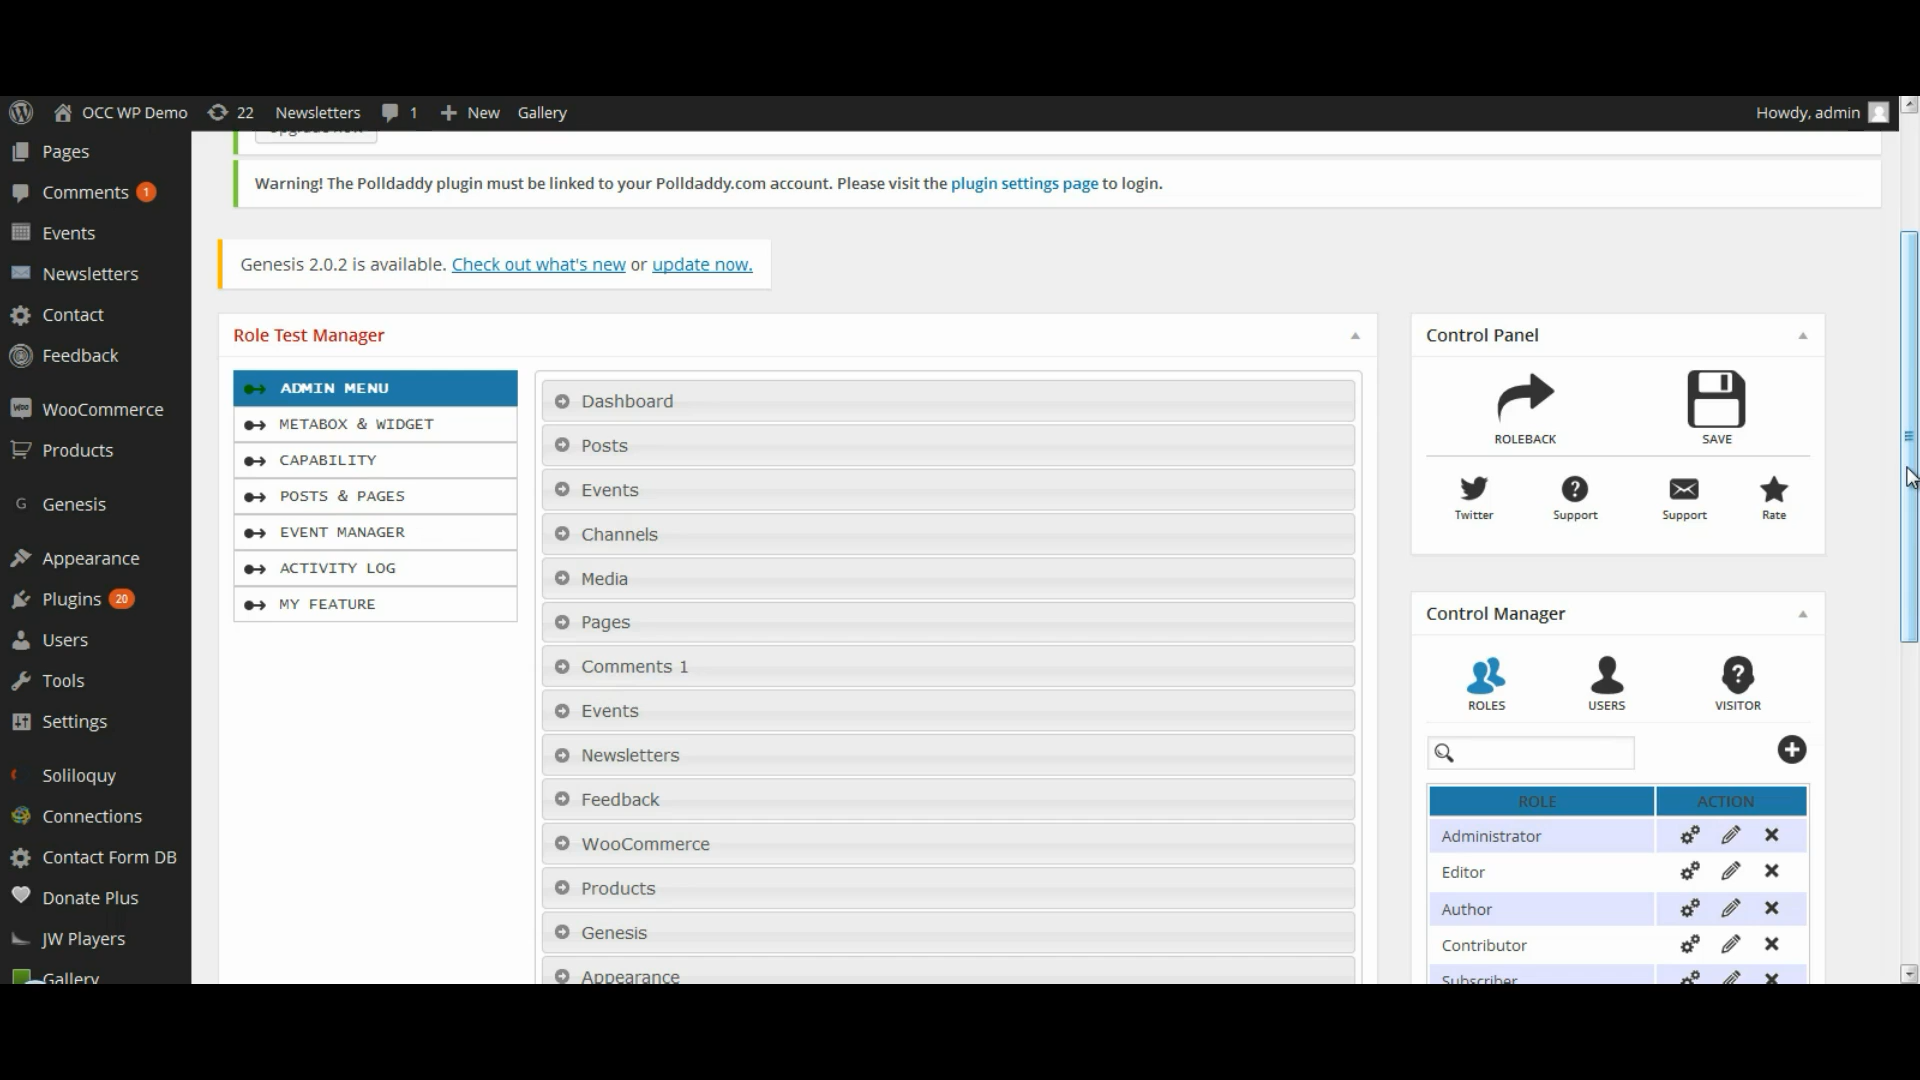 OCC WP Demo 22 Newsletters 1 New Gallery Howdy, admin
Pages
Comments 1
Events
Newsletters
Contact
Feedback
WooCommerce
Products
G Genesis
Appearance
Plugins 20
Users
Tools
Settings
Soliloquy
Connections
Contact Form DB
Donate Plus
JW Players
Gallery
Warning! The Polldaddy plugin must be linked to your Polldaddy.com account. Please visit the plugin settings page to login.
Genesis 2.0.2 is available. Check out what's new or update now.
Role Test Manager
ADMIN MENU
METABOX & WIDGET
CAPABILITY
POSTS & PAGES
EVENT MANAGER
ACTIVITY LOG
MY FEATURE
Dashboard
Posts
Events
Channels
Media
Pages
Comments 1
Events
Newsletters
Feedback
WooCommerce
Products
Genesis
Appearance
Control Panel
ROLEBACK SAVE
Twitter Support Support Rate
Control Manager
ROLES USERS VISITOR
ROLE ACTION
Administrator
Editor
Author
Contributor
Subscriber